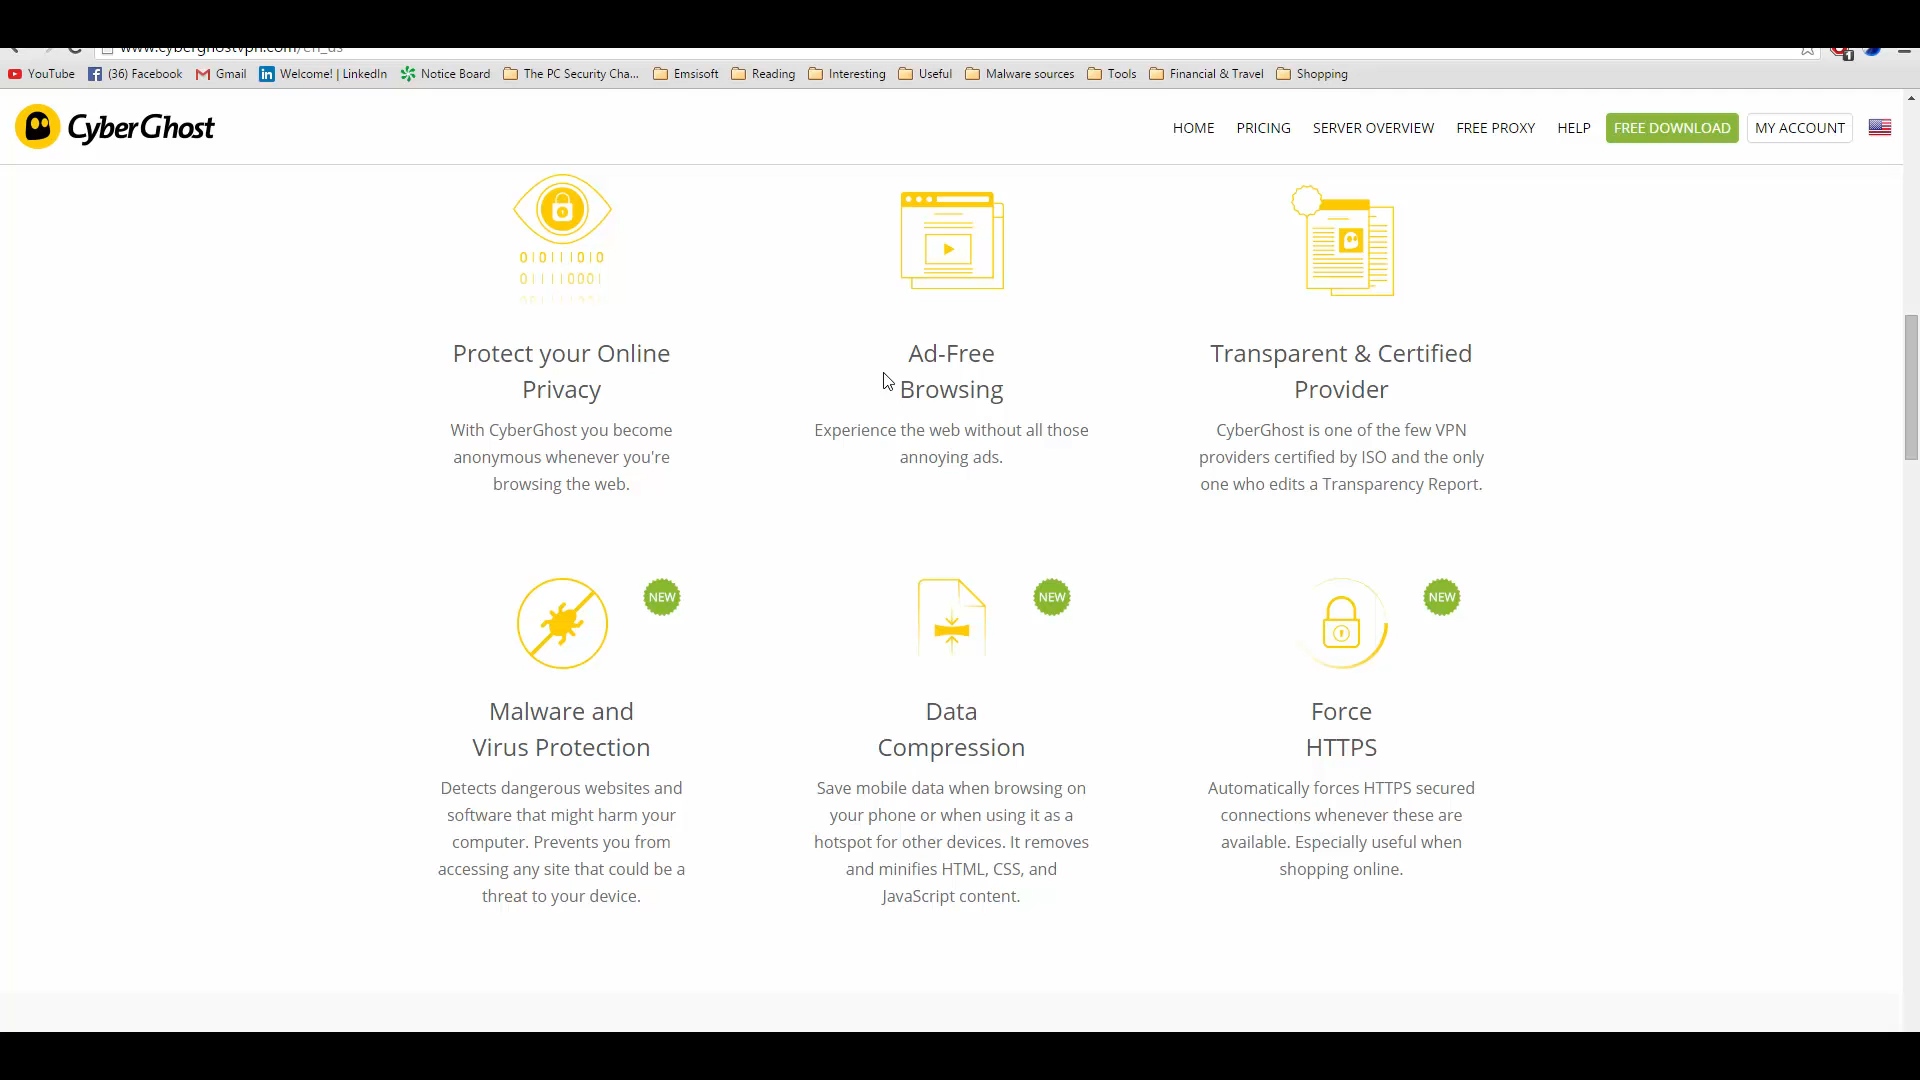 www.cyberghostvpn.com/en_us
YouTube (36) Facebook Gmail Welcome! | LinkedIn Notice Board The PC Security Cha... Emsisoft Reading Interesting Useful Malware sources Tools Financial & Travel Shopping
CyberGhost HOME PRICING SERVER OVERVIEW FREE PROXY HELP FREE DOWNLOAD MY ACCOUNT
Protect your Online
Privacy
With CyberGhost you become
anonymous whenever you're
browsing the web.
Ad-Free
Browsing
Experience the web without all those
annoying ads.
Transparent & Certified
Provider
CyberGhost is one of the few VPN
providers certified by ISO and the only
one who edits a Transparency Report.
NEW
Malware and
Virus Protection
Detects dangerous websites and
software that might harm your
computer. Prevents you from
accessing any site that could be a
threat to your device.
NEW
Data
Compression
Save mobile data when browsing on
your phone or when using it as a
hotspot for other devices. It removes
and minifies HTML, CSS, and
JavaScript content.
NEW
Force
HTTPS
Automatically forces HTTPS secured
connections whenever these are
available. Especially useful when
shopping online.